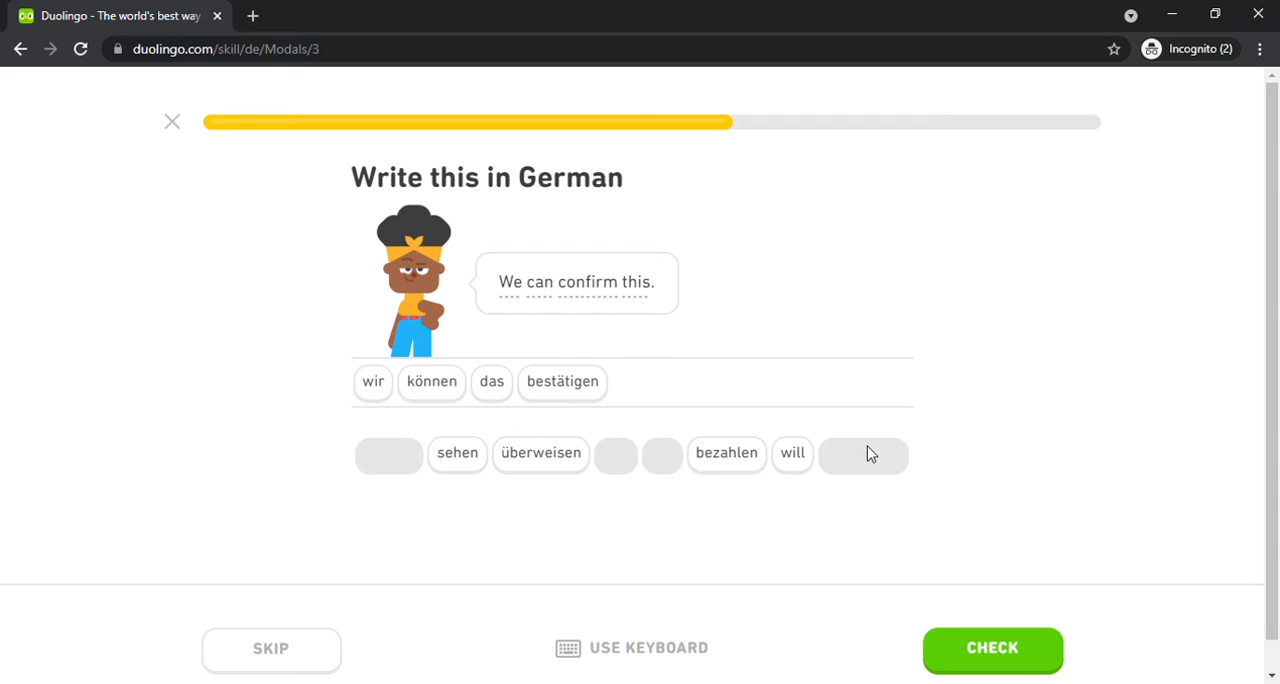 Duolingo - The world's best way
duolingo.com/skill/de/Modals/3
Incognito (2)
Write this in German
We can confirm this.
wir können das bestätigen
sehen überweisen bezahlen will
SKIP USE KEYBOARD CHECK